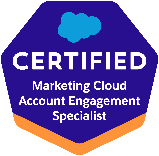 CERTIFIED
Marketing Cloud
Account Engagement
Specialist